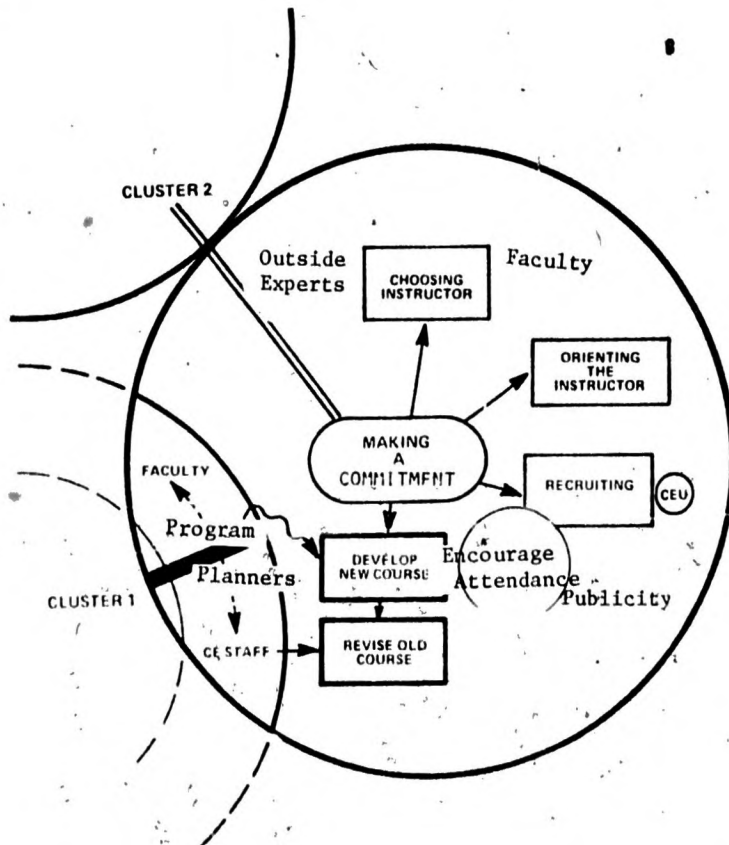 8
CLUSTER 2
Outside
Experts
CHOOSING
INSTRUCTOR
Faculty
ORIENTING
THE
INSTRUCTOR
MAKING
A
COMMITMENT
RECRUITING
CEU
FACULTY
Program
Planners
CLUSTER 1
CE STAFF
DEVELOP
NEW COURSE
Encourage
Attendance
Publicity
REVISE OLD
COURSE